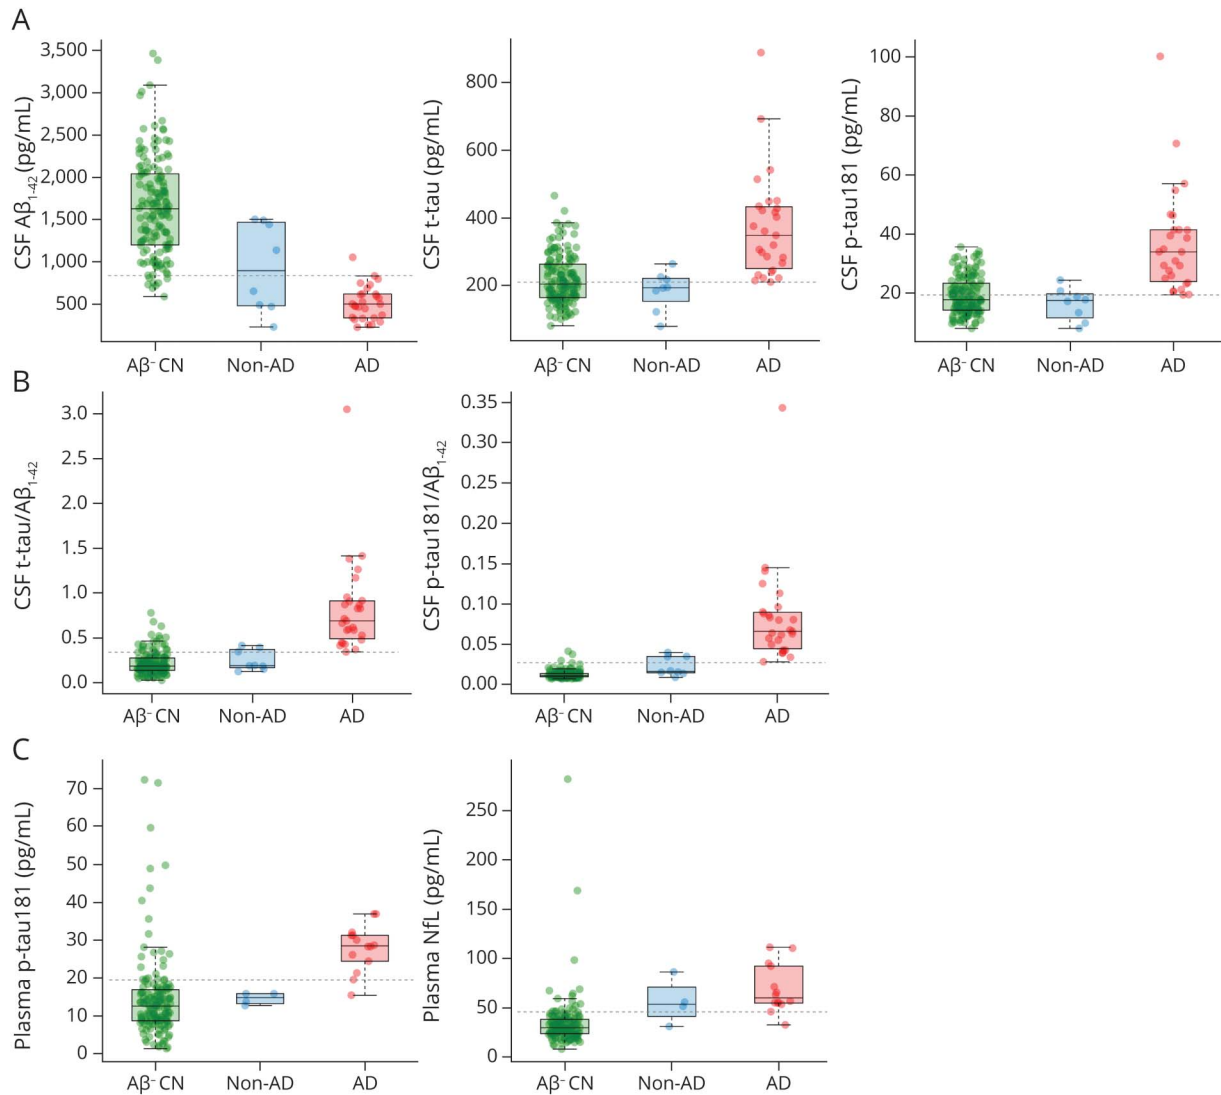 A
CSF Aβ1-42 (pg/mL)
3,500
3,000
2,500
2,000
1,500
1,000
500
Aβ⁻ CN Non-AD AD
CSF t-tau (pg/mL)
800
600
400
200
Aβ⁻ CN Non-AD AD
CSF p-tau181 (pg/mL)
100
80
60
40
20
Aβ⁻ CN Non-AD AD
B
CSF t-tau/Aβ1-42
3.0
2.5
2.0
1.5
1.0
0.5
0.0
Aβ⁻ CN Non-AD AD
CSF p-tau181/Aβ1-42
0.35
0.30
0.25
0.20
0.15
0.10
0.05
0.00
Aβ⁻ CN Non-AD AD
C
Plasma p-tau181 (pg/mL)
70
60
50
40
30
20
10
0
Aβ⁻ CN Non-AD AD
Plasma NfL (pg/mL)
250
200
150
100
50
0
Aβ⁻ CN Non-AD AD